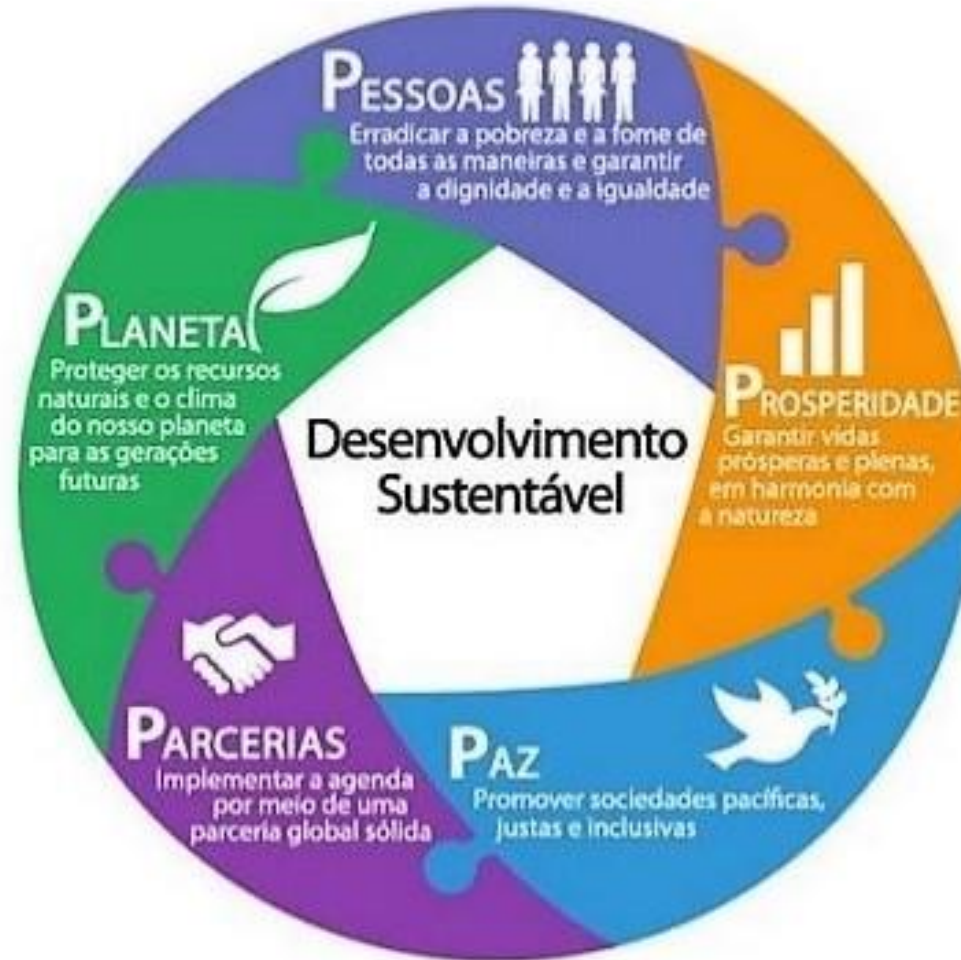 PESSOAS
Erradicar a pobreza e a fome de
todas as maneiras e garantir
a dignidade e a igualdade
PROSPERIDADE
Garantir vidas
prósperas e plenas,
em harmonia com
a natureza
PAZ
Promover sociedades pacíficas,
justas e inclusivas
PARCERIAS
Implementar a agenda
por meio de uma
parceria global sólida
PLANETA
Proteger os recursos
naturais e o clima
do nosso planeta
para as gerações
futuras
Desenvolvimento
Sustentável